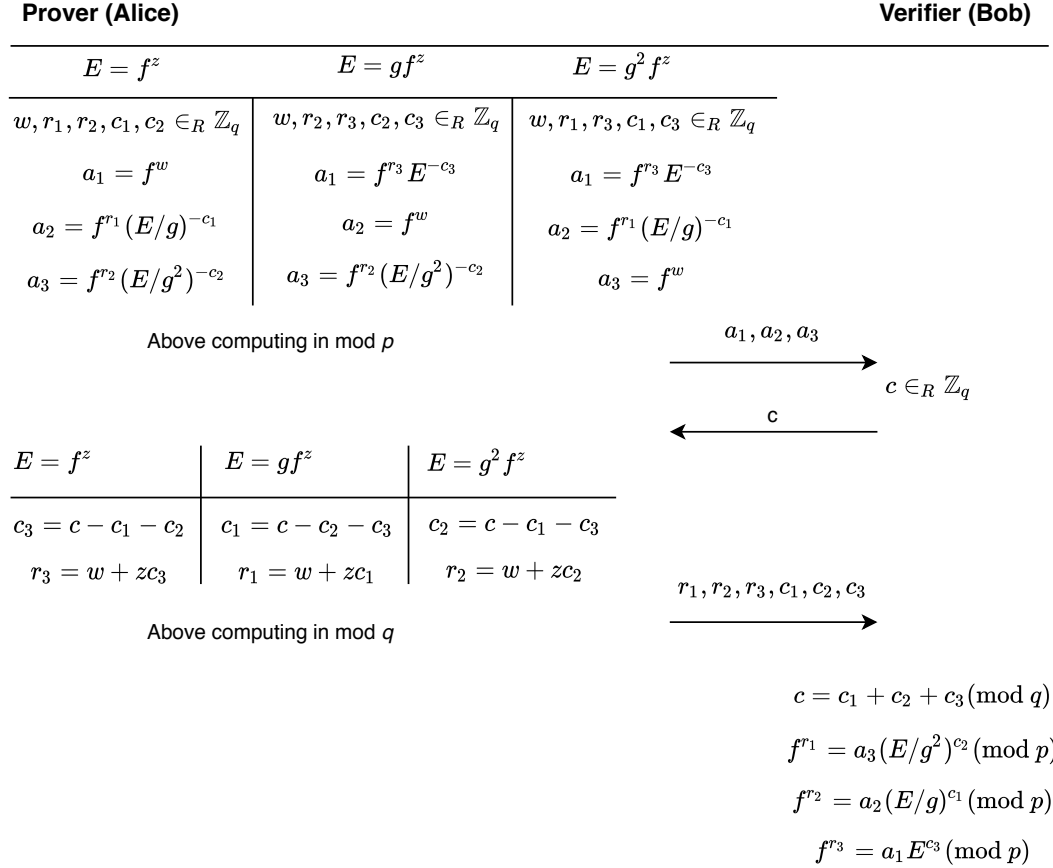 Prover (Alice) Verifier (Bob)
E = f^z E = gf^z E = g^2 f^z
w, r_1, r_2, c_1, c_2 ∈_R ℤ_q w, r_2, r_3, c_2, c_3 ∈_R ℤ_q w, r_1, r_3, c_1, c_3 ∈_R ℤ_q
a_1 = f^w a_1 = f^{r_3} E^{-c_3} a_1 = f^{r_3} E^{-c_3}
a_2 = f^{r_1} (E/g)^{-c_1} a_2 = f^w a_2 = f^{r_1} (E/g)^{-c_1}
a_3 = f^{r_2} (E/g^2)^{-c_2} a_3 = f^{r_2} (E/g^2)^{-c_2} a_3 = f^w
Above computing in mod p
a_1, a_2, a_3
c ∈_R ℤ_q
c
E = f^z E = gf^z E = g^2 f^z
c_3 = c − c_1 − c_2 c_1 = c − c_2 − c_3 c_2 = c − c_1 − c_3
r_3 = w + zc_3 r_1 = w + zc_1 r_2 = w + zc_2
r_1, r_2, r_3, c_1, c_2, c_3
Above computing in mod q
c = c_1 + c_2 + c_3 (mod q)
f^{r_1} = a_3 (E/g^2)^{c_2} (mod p)
f^{r_2} = a_2 (E/g)^{c_1} (mod p)
f^{r_3} = a_1 E^{c_3} (mod p)